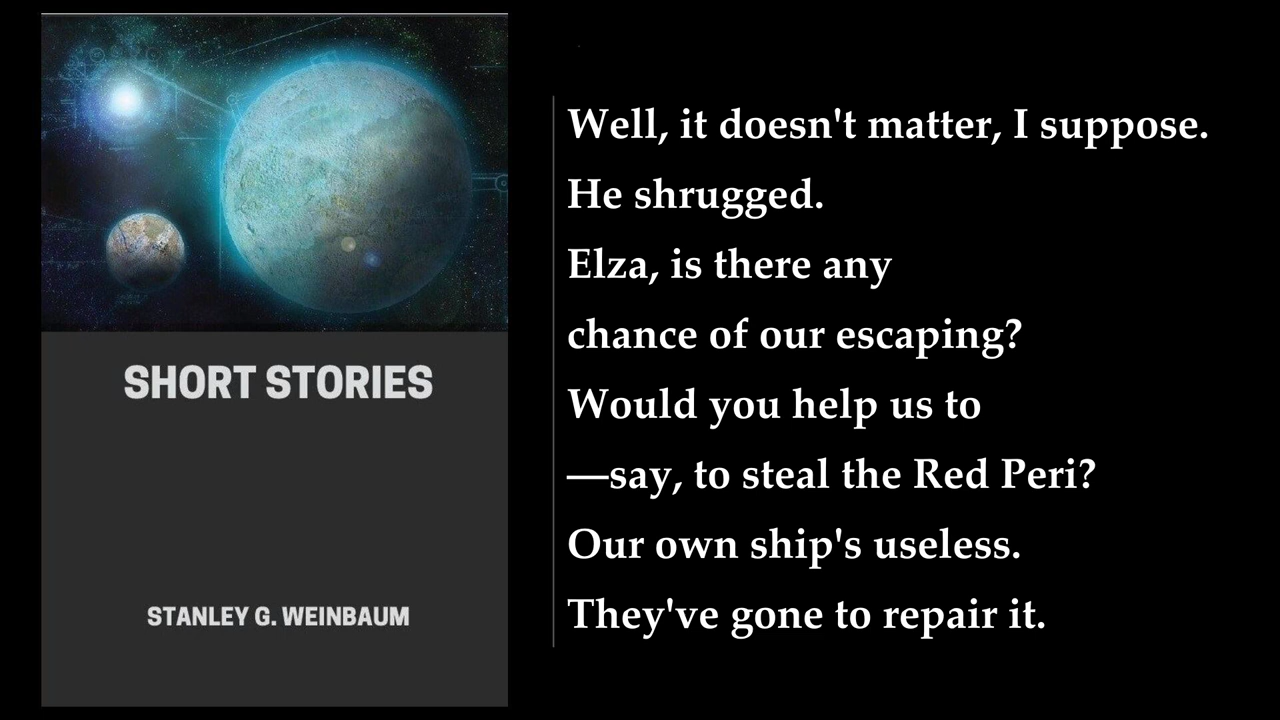 SHORT STORIES
STANLEY G. WEINBAUM
Well, it doesn't matter, I suppose.
He shrugged.
Elza, is there any
chance of our escaping?
Would you help us to
—say, to steal the Red Peri?
Our own ship's useless.
They've gone to repair it.